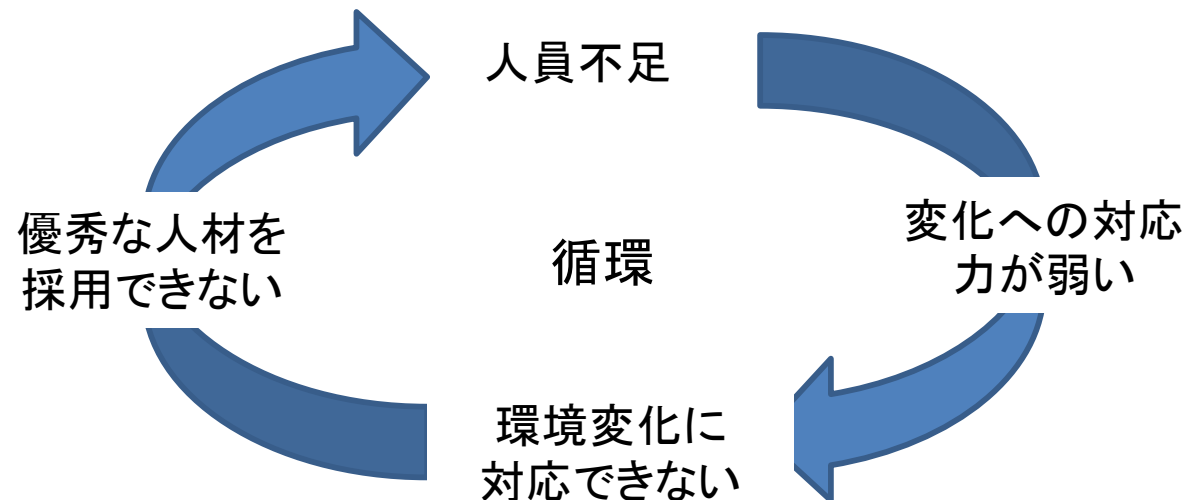 人員不足
変化への対応
力が弱い
環境変化に
対応できない
優秀な人材を
採用できない
循環